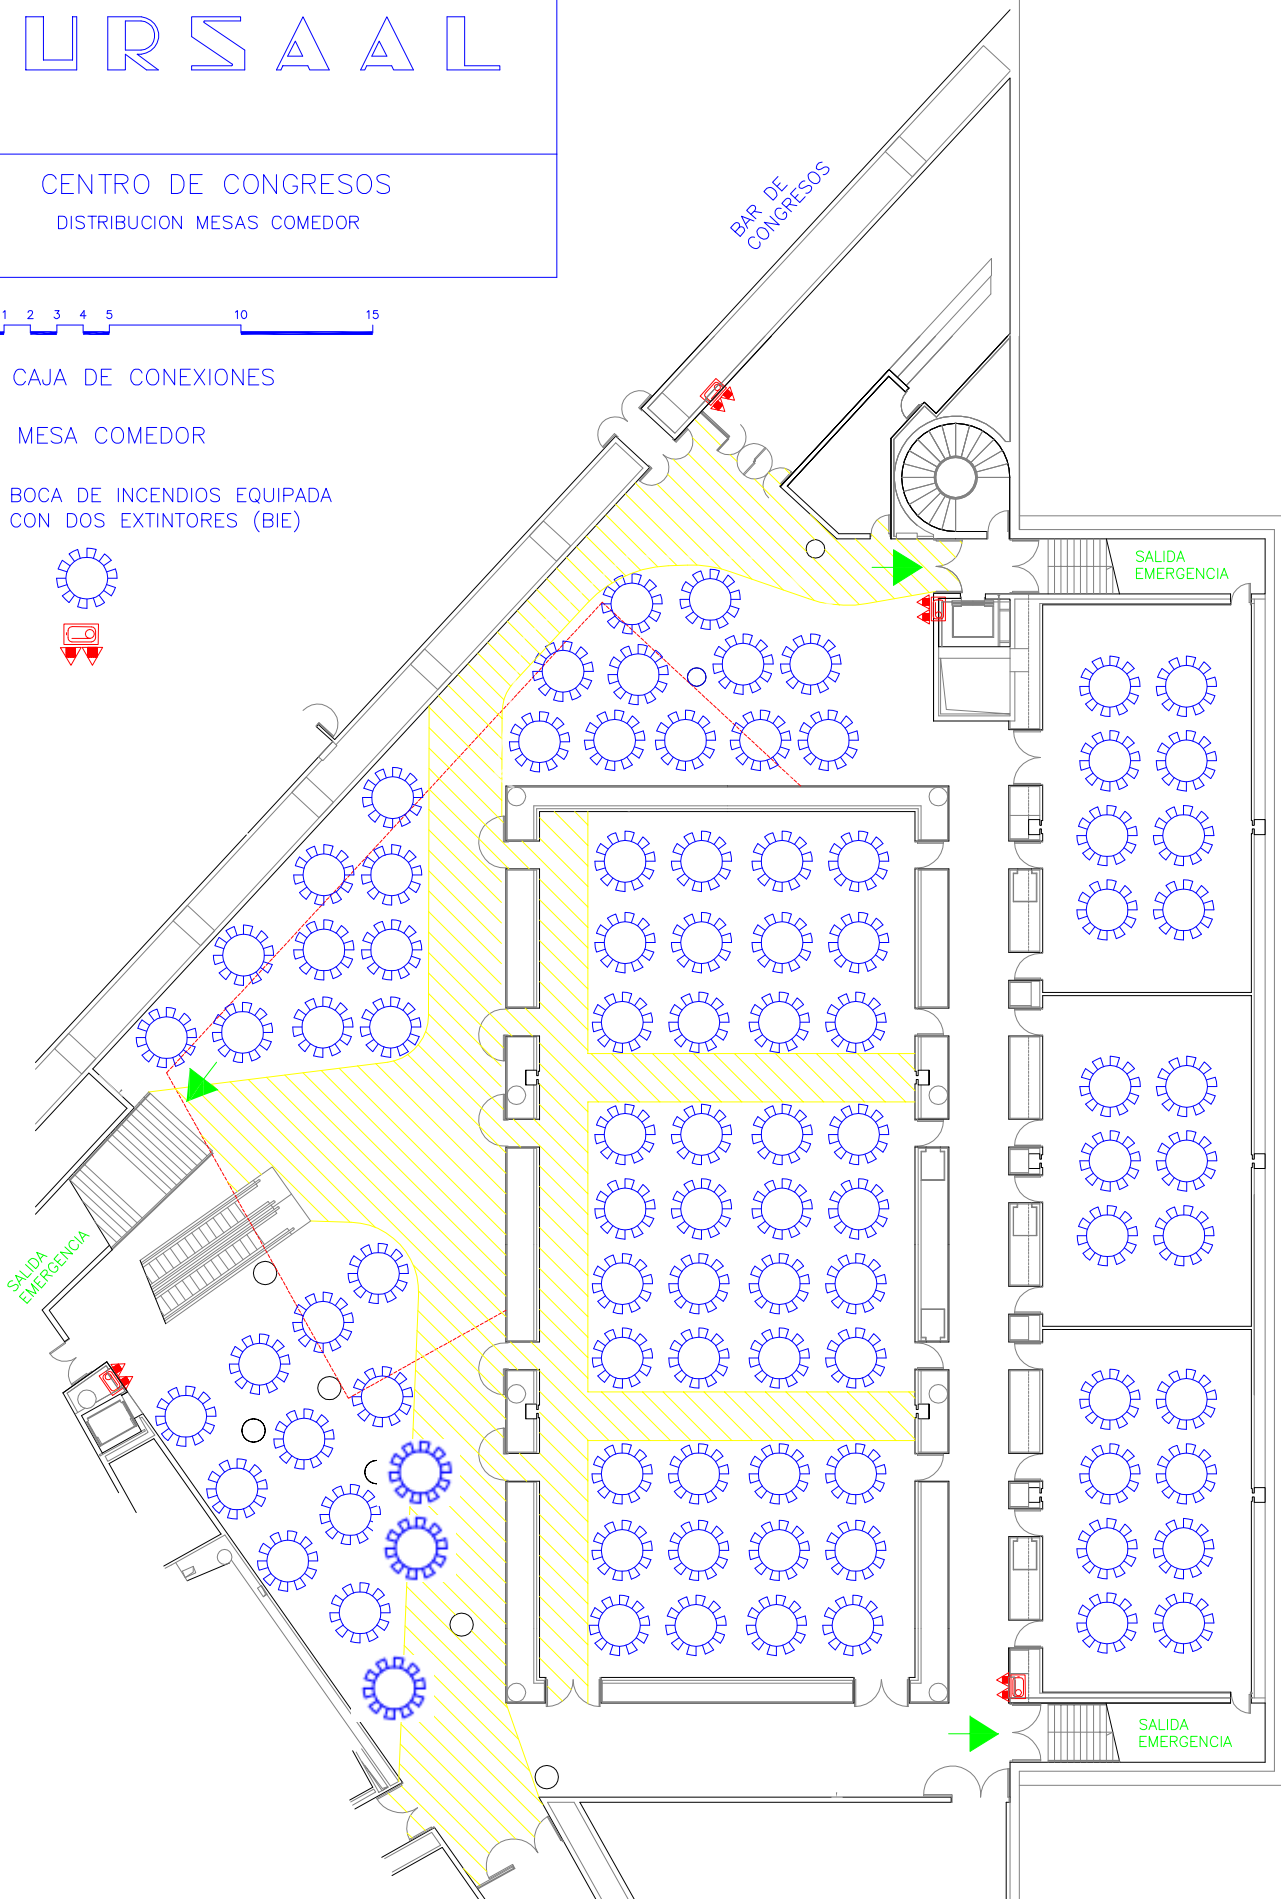 URSAAL
CENTRO DE CONGRESOS
DISTRIBUCION MESAS COMEDOR
1 2 3 4 5 10 15
CAJA DE CONEXIONES
MESA COMEDOR
BOCA DE INCENDIOS EQUIPADA
CON DOS EXTINTORES (BIE)
BAR DE
CONGRESOS
SALIDA
EMERGENCIA
SALIDA
EMERGENCIA
SALIDA
EMERGENCIA